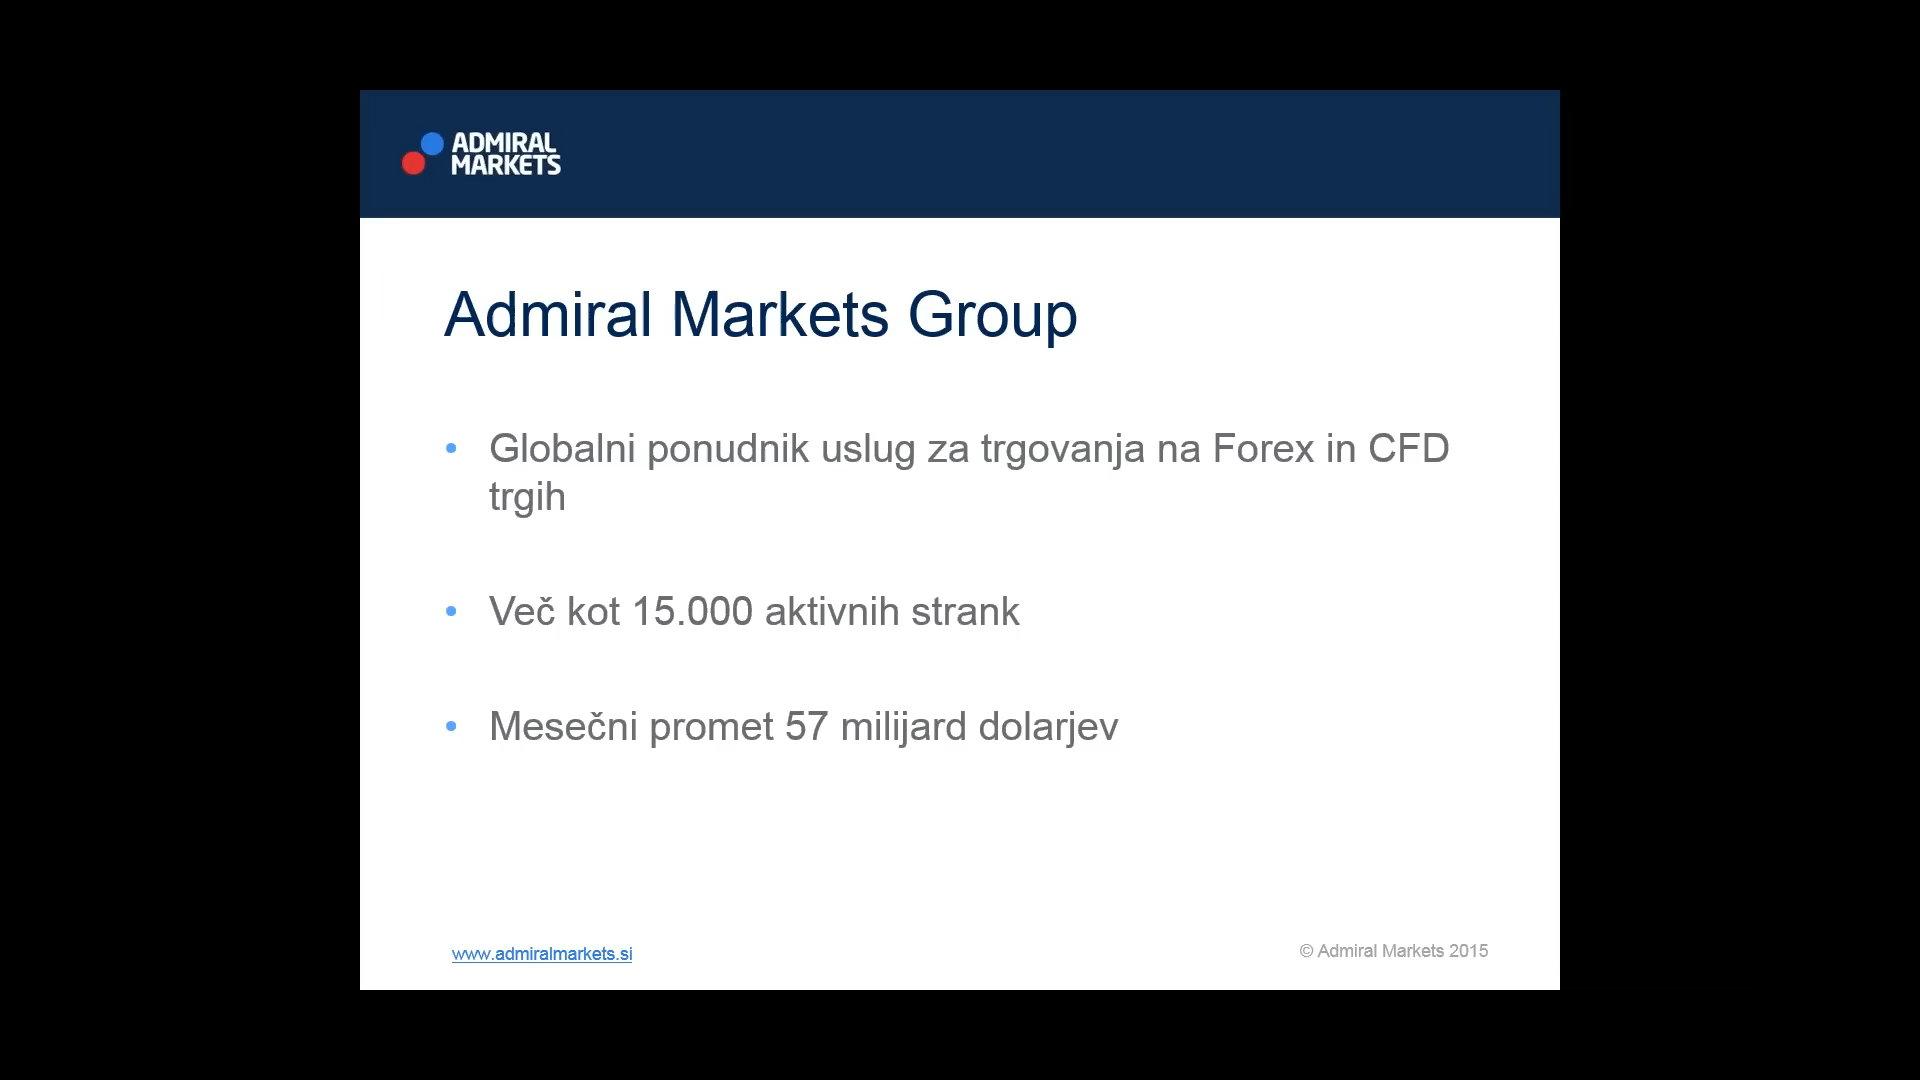 ADMIRAL
MARKETS
Admiral Markets Group
• Globalni ponudnik uslug za trgovanja na Forex in CFD
trgih
• Več kot 15.000 aktivnih strank
• Mesečni promet 57 milijard dolarjev
www.admiralmarkets.si
© Admiral Markets 2015